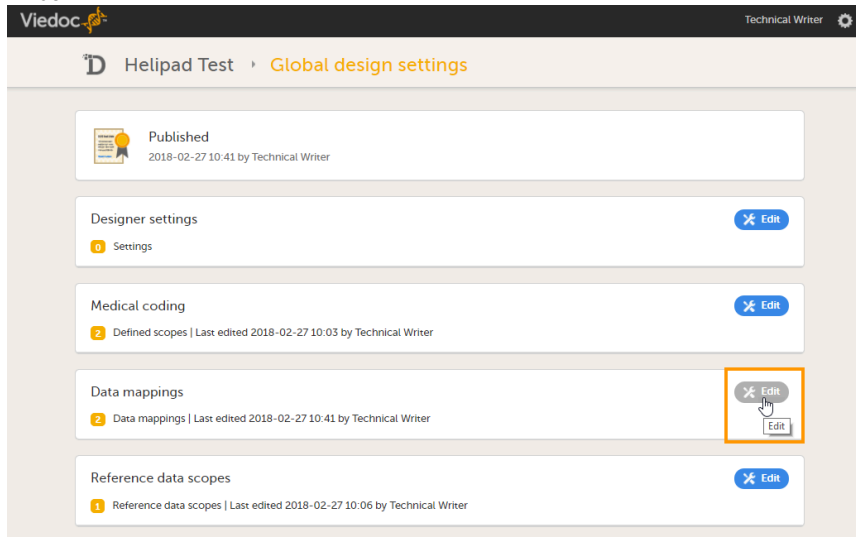 Viedoc
Technical Writer
Helipad Test Global design settings
Published
2018-02-27 10:41 by Technical Writer
Designer settings
Edit
0 Settings
Medical coding
Edit
2 Defined scopes | Last edited 2018-02-27 10:03 by Technical Writer
Data mappings
Edit
2 Data mappings | Last edited 2018-02-27 10:41 by Technical Writer
Edit
Reference data scopes
Edit
1 Reference data scopes | Last edited 2018-02-27 10:06 by Technical Writer